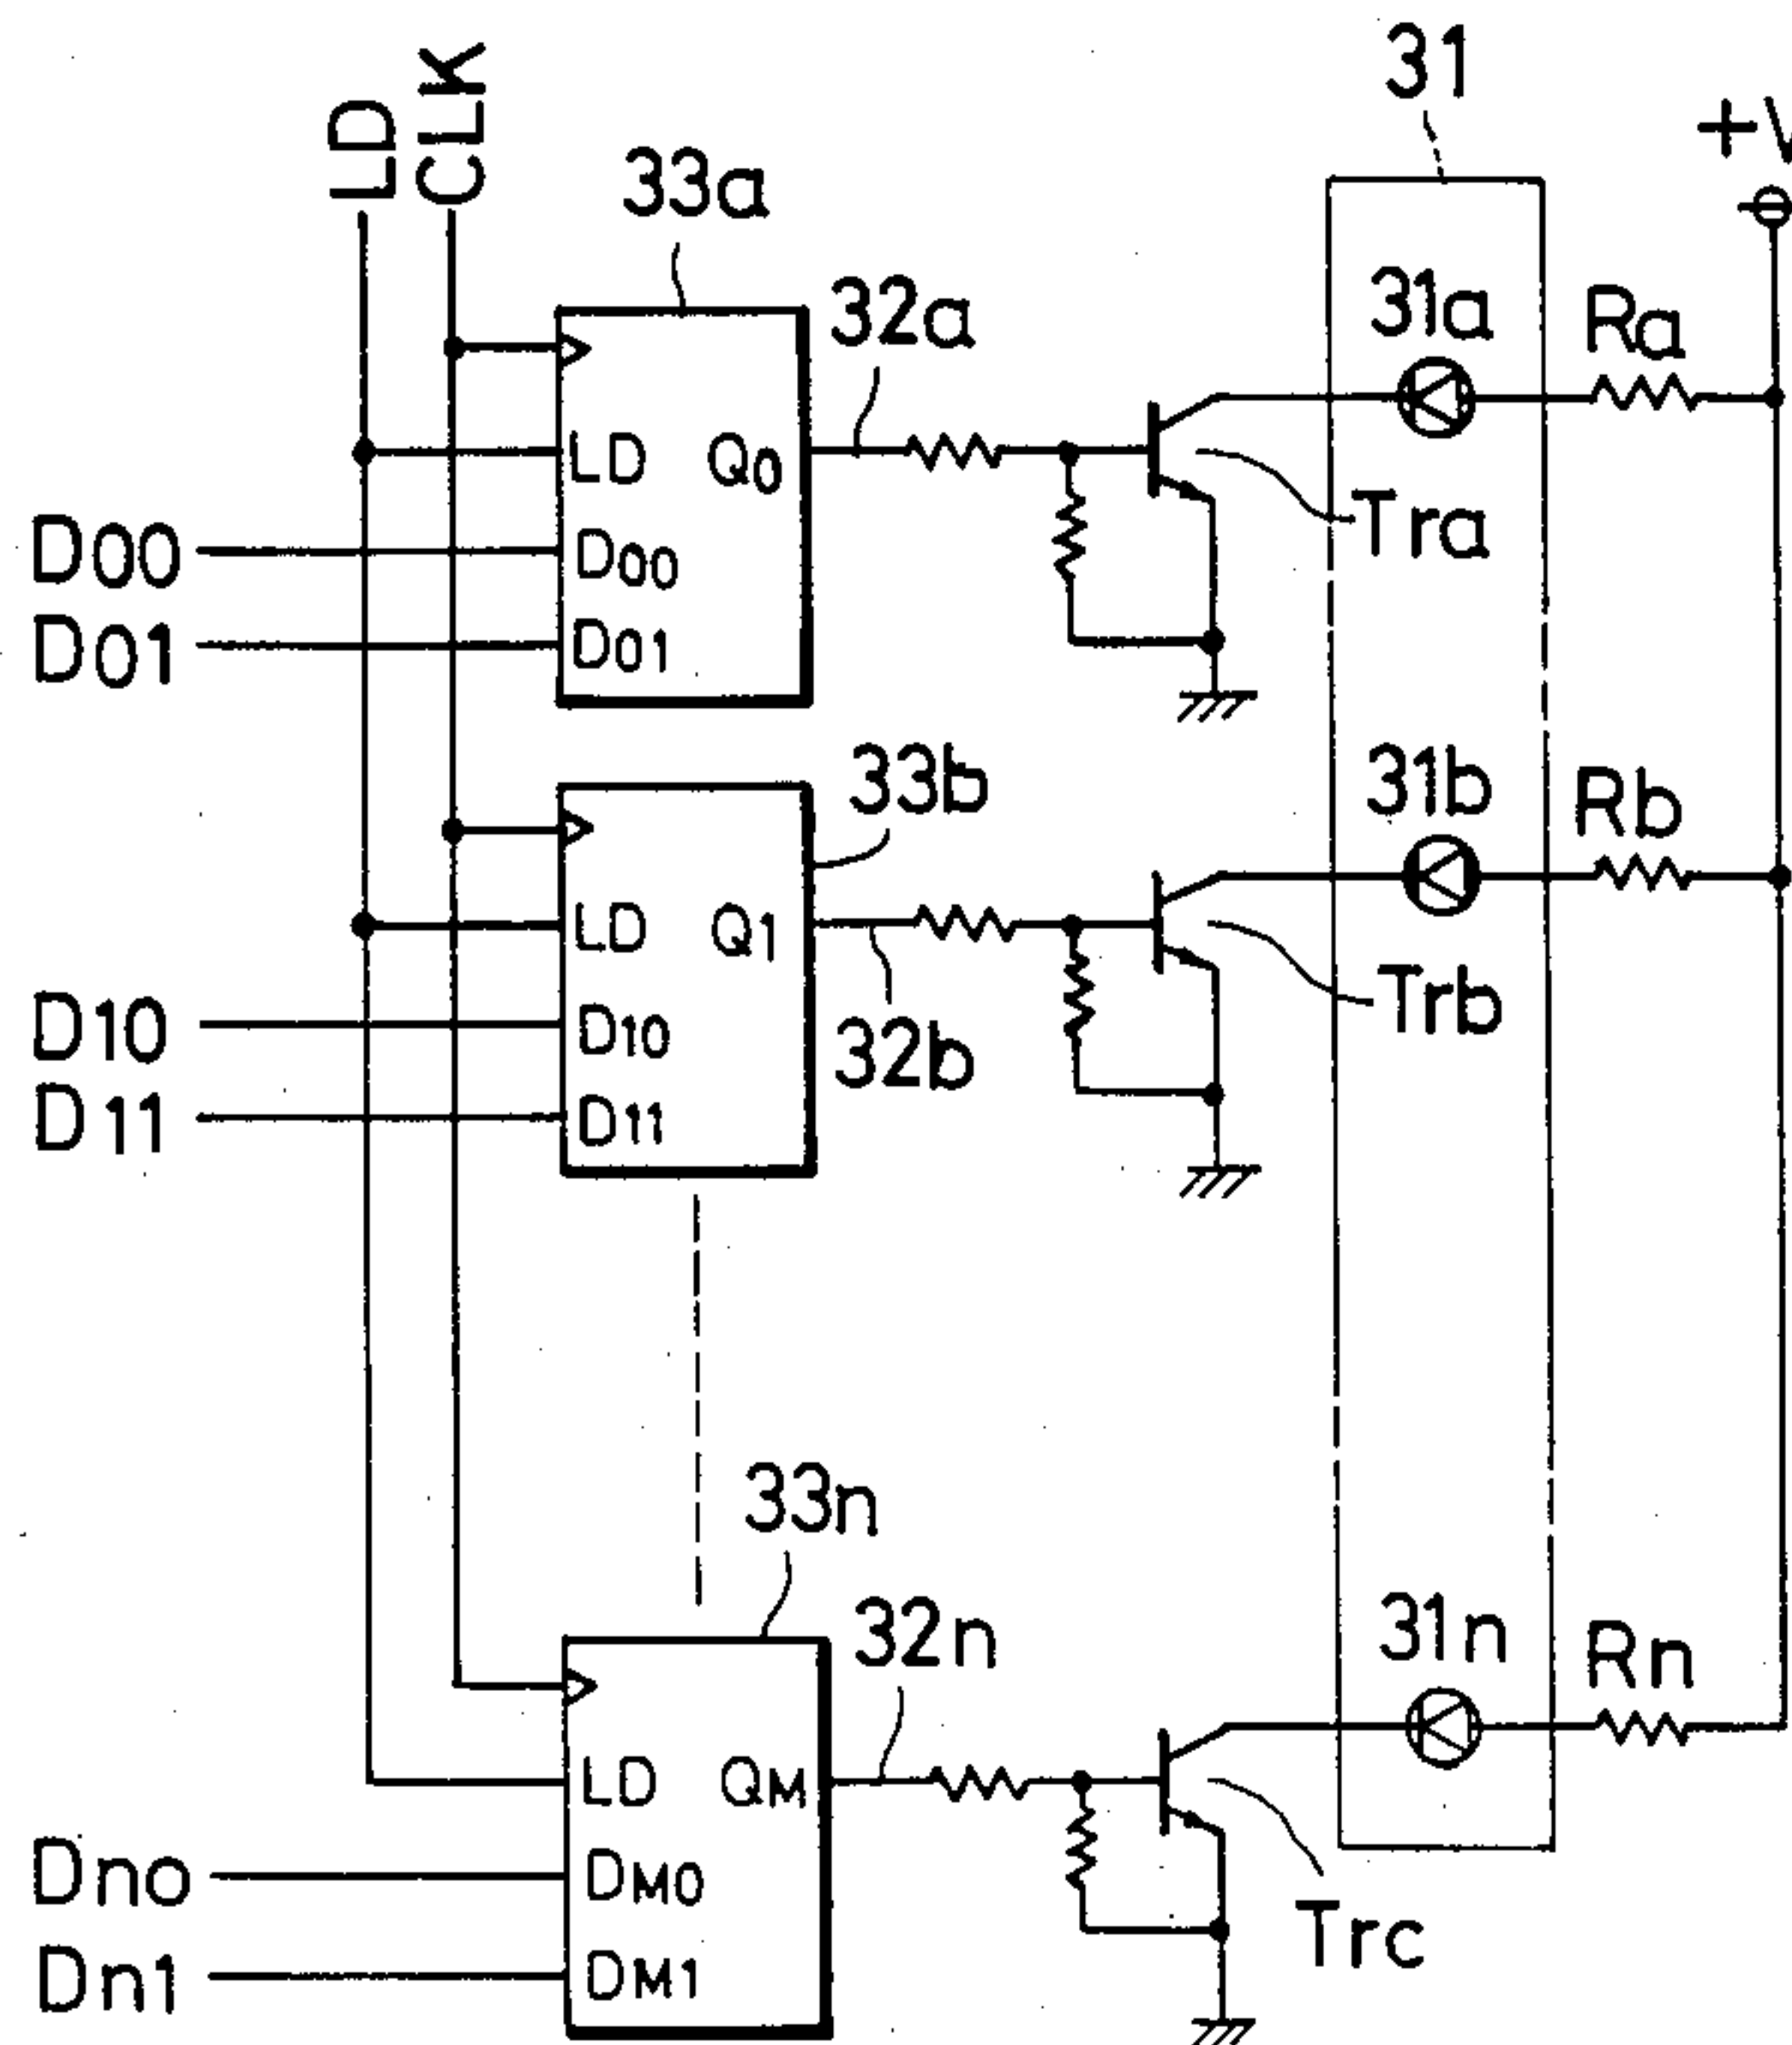 LD
CLK
31
+V
33a
32a
31a
Ra
LD
Q0
D00
D00
D01
D01
Tra
33b
31b
Rb
LD
Q1
Trb
D10
D10
32b
D11
D11
33n
32n
31n
Rn
LD
QM
Dno
DM0
Trc
Dn1
DM1